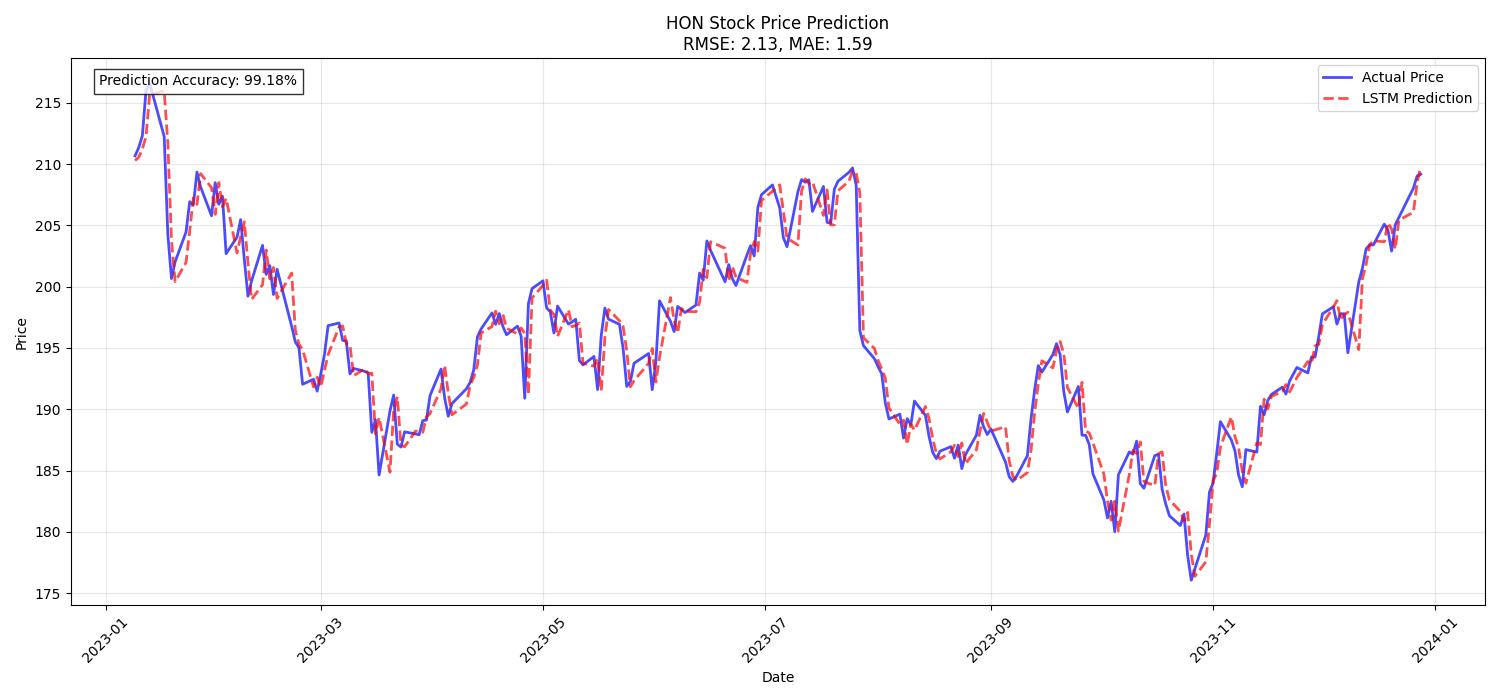 HON Stock Price Prediction
RMSE: 2.13, MAE: 1.59
Prediction Accuracy: 99.18%
Actual Price
LSTM Prediction
Price
215
210
205
200
195
190
185
180
175
2023-01
2023-03
2023-05
2023-07
2023-09
2023-11
2024-01
Date